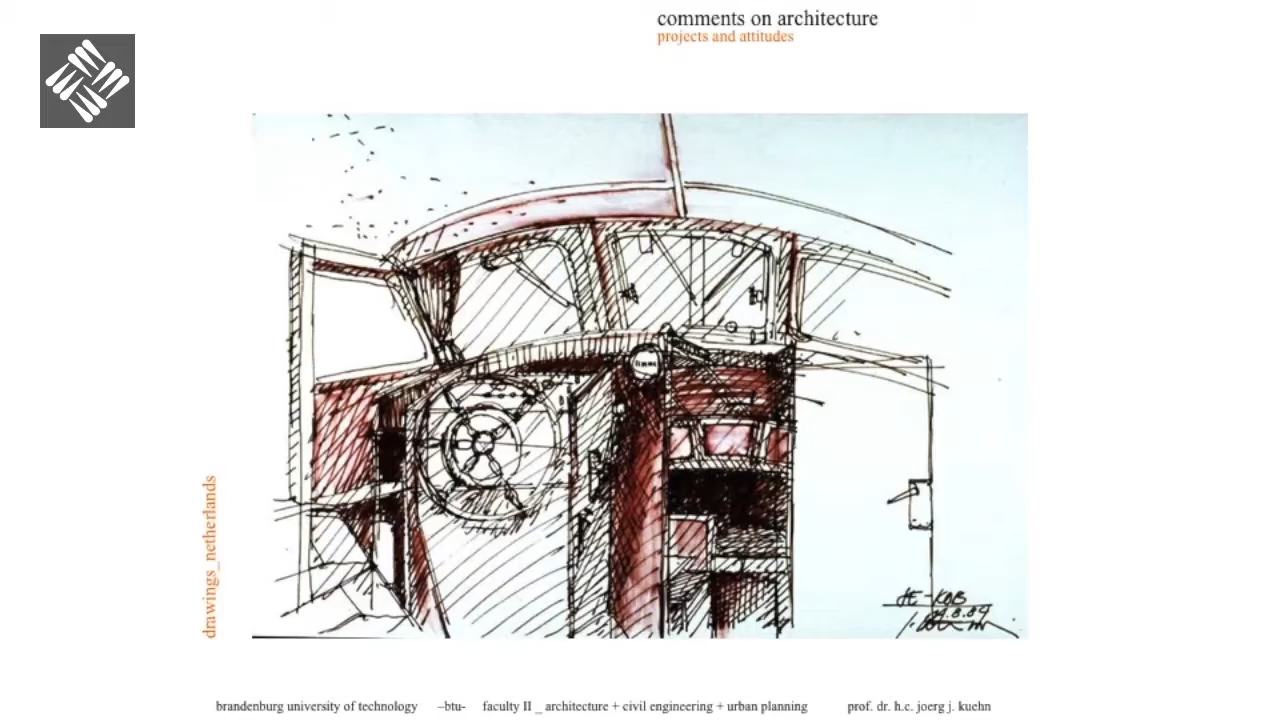 comments on architecture
projects and attitudes
drawings_netherlands
brandenburg university of technology –btu- faculty II _ architecture + civil engineering + urban planning prof. dr. h.c. joerg j. kuehn